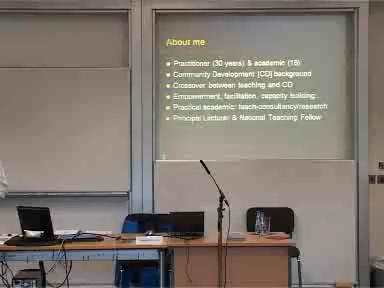 About me
Practitioner (30 years) & academic (18)
Community Development [CD] background
Crossover between teaching and CD
Empowerment, facilitation, capacity building:
Practical academic: teach-consultancy/research
Principal Lecturer & National Teaching Fellow